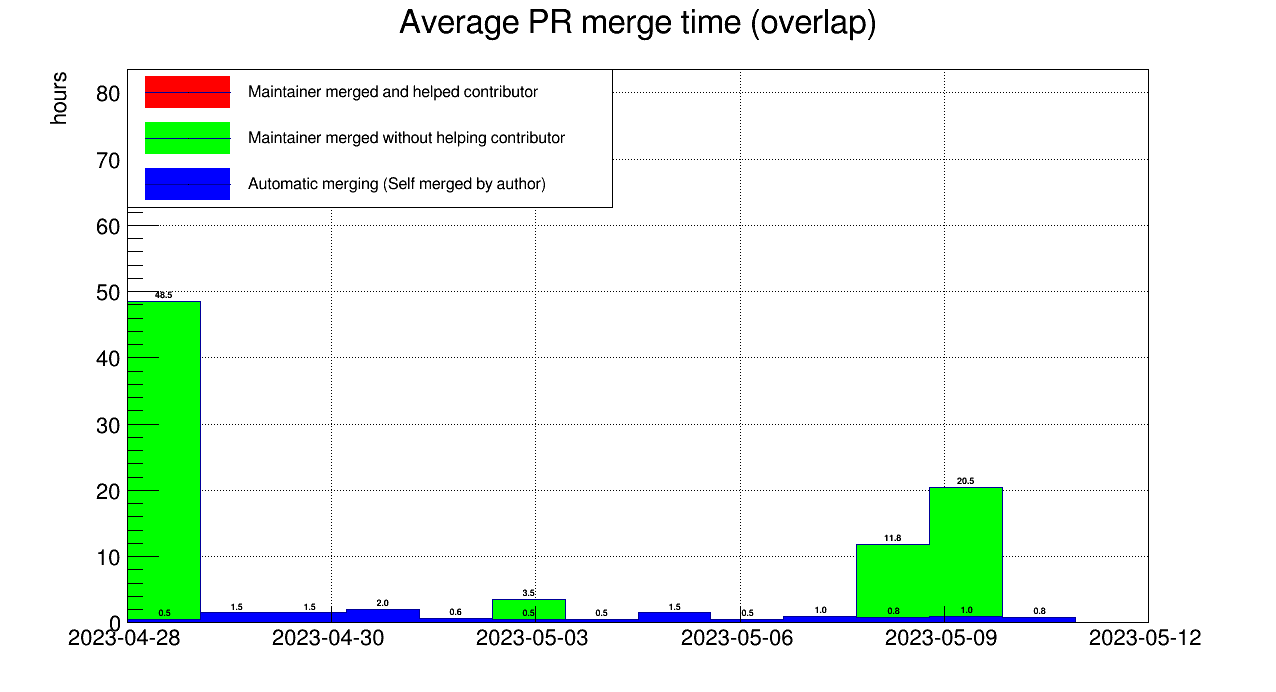 Average PR merge time (overlap)
hours
80
70
60
50
40
30
20
10
0
Maintainer merged and helped contributor
Maintainer merged without helping contributor
Automatic merging (Self merged by author)
48.5
20.5
11.8
3.5
0.5 1.5 1.5 2.0 0.6 0.5 0.5 1.5 0.5 1.0 0.8 1.0 0.8
2023-04-28 2023-04-30 2023-05-03 2023-05-06 2023-05-09 2023-05-12